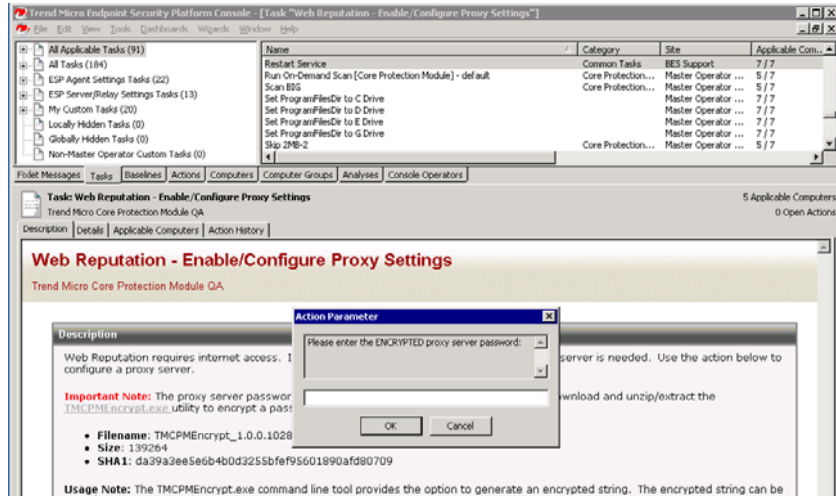 Trend Micro Endpoint Security Platform Console - [Task "Web Reputation - Enable/Configure Proxy Settings"]
File Edit View Tools Dashboards Wizards Window Help
All Applicable Tasks (91)
All Tasks (184)
ESP Agent Settings Tasks (22)
ESP Server/Relay Settings Tasks (13)
My Custom Tasks (20)
Locally Hidden Tasks (0)
Globally Hidden Tasks (0)
Non-Master Operator Custom Tasks (0)
Name Category Site Applicable Com...
Restart Service Common Tasks BES Support 7 / 7
Run On-Demand Scan [Core Protection Module] - default Core Protection... Master Operator ... 5 / 7
Scan BIG Core Protection... Master Operator ... 5 / 7
Set ProgramFilesDir to C Drive Master Operator ... 7 / 7
Set ProgramFilesDir to D Drive Master Operator ... 7 / 7
Set ProgramFilesDir to E Drive Master Operator ... 7 / 7
Set ProgramFilesDir to G Drive Master Operator ... 7 / 7
Skip 2MB-2 Core Protection... Master Operator ... 5 / 7
Fixlet Messages Tasks Baselines Actions Computers Computer Groups Analyses Console Operators
Task: Web Reputation - Enable/Configure Proxy Settings 5 Applicable Computers
Trend Micro Core Protection Module QA 0 Open Actions
Description Details Applicable Computers Action History
Web Reputation - Enable/Configure Proxy Settings
Trend Micro Core Protection Module QA
Action Parameter
Please enter the ENCRYPTED proxy server password:
OK Cancel
Description
Web Reputation requires internet access. I server is needed. Use the action below to
configure a proxy server.
Important Note: The proxy server passwor wnload and unzip/extract the
TMCPMEncrypt.exe utility to encrypt a pass
• Filename: TMCPMEncrypt_1.0.0.1028
• Size: 139264
• SHA1: da39a3ee5e6b4b0d3255bfef95601890afd80709
Usage Note: The TMCPMEncrypt.exe command line tool provides the option to generate an encrypted string. The encrypted string can be